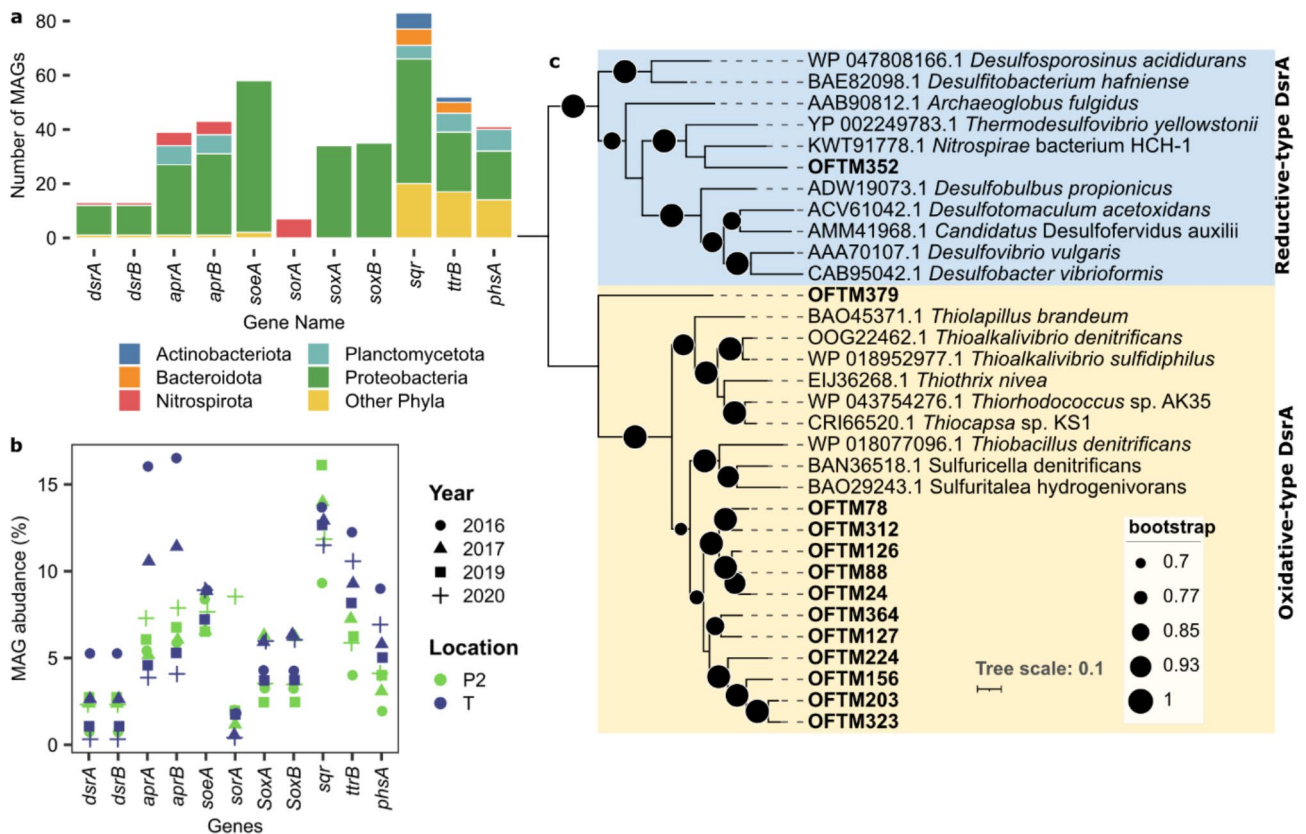 a
80
60
40
20
0
Number of MAGs
dsrA
dsrB
aprA
aprB
soeA
sorA
soxA
soxB
sqr
ttrB
phsA
Gene Name
Actinobacteriota
Bacteroidota
Nitrospirota
Planctomycetota
Proteobacteria
Other Phyla
b
15
10
5
0
MAG abudance (%)
dsrA
dsrB
aprA
aprB
soeA
sorA
SoxA
SoxB
sqr
ttrB
phsA
Genes
Year
2016
2017
2019
2020
Location
P2
T
c
WP 047808166.1 Desulfosporosinus acididurans
BAE82098.1 Desulfitobacterium hafniense
AAB90812.1 Archaeoglobus fulgidus
YP 002249783.1 Thermodesulfovibrio yellowstonii
KWT91778.1 Nitrospirae bacterium HCH-1
OFTM352
ADW19073.1 Desulfobulbus propionicus
ACV61042.1 Desulfotomaculum acetoxidans
AMM41968.1 Candidatus Desulfofervidus auxilii
AAA70107.1 Desulfovibrio vulgaris
CAB95042.1 Desulfobacter vibrioformis
Reductive-type DsrA
OFTM379
BAO45371.1 Thiolapillus brandeum
OOG22462.1 Thioalkalivibrio denitrificans
WP 018952977.1 Thioalkalivibrio sulfidiphilus
EIJ36268.1 Thiothrix nivea
WP 043754276.1 Thiorhodococcus sp. AK35
CRI66520.1 Thiocapsa sp. KS1
WP 018077096.1 Thiobacillus denitrificans
BAN36518.1 Sulfuricella denitrificans
BAO29243.1 Sulfuritalea hydrogenivorans
OFTM78
OFTM312
OFTM126
OFTM88
OFTM24
OFTM364
OFTM127
OFTM224
OFTM156
OFTM203
OFTM323
Oxidative-type DsrA
Tree scale: 0.1
bootstrap
0.7
0.77
0.85
0.93
1